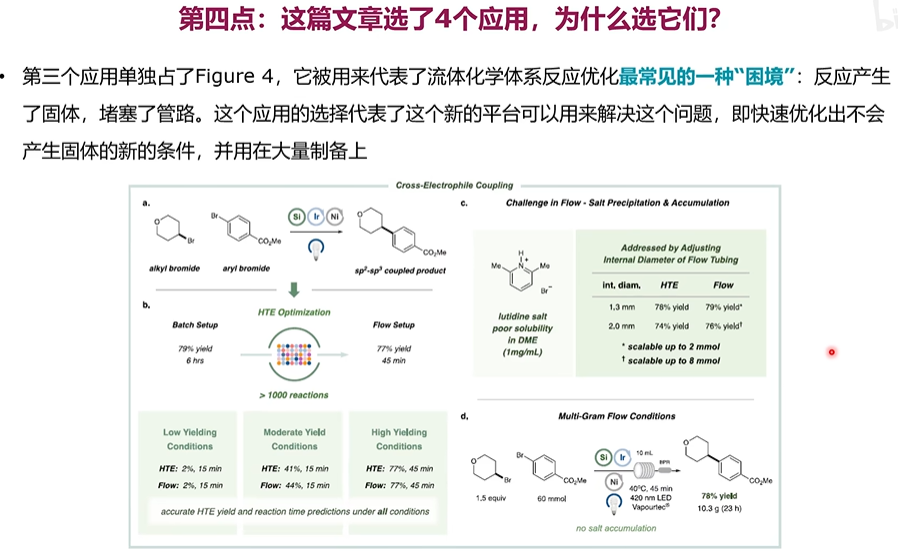 第四点：这篇文章选了4个应用，为什么选它们？
• 第三个应用单独占了Figure 4，它被用来代表了流体化学体系反应优化最常见的一种“困境”：反应产生
了固体，堵塞了管路。这个应用的选择代表了这个新的平台可以用来解决这个问题，即快速优化出不会
产生固体的新的条件，并用在大量制备上
Cross-Electrophile Coupling
a.
O
Br
Br
CO₂Me
Si Ir Ni
O
CO₂Me
alkyl bromide
aryl bromide
sp²-sp³ coupled product
b.
HTE Optimization
Batch Setup
79% yield
6 hrs
Flow Setup
77% yield
45 min
> 1000 reactions
Low Yielding
Conditions
HTE: 2%, 15 min
Flow: 2%, 15 min
Moderate Yield
Conditions
HTE: 41%, 15 min
Flow: 44%, 15 min
High Yielding
Conditions
HTE: 77%, 45 min
Flow: 77%, 45 min
accurate HTE yield and reaction time predictions under all conditions
c.
Challenge in Flow - Salt Precipitation & Accumulation
H
Me N+ Me
Br⁻
lutidine salt
poor solubility
in DME
(1mg/mL)
Addressed by Adjusting
Internal Diameter of Flow Tubing
int. diam. HTE Flow
1.3 mm 78% yield 79% yield*
2.0 mm 74% yield 76% yield†
* scalable up to 2 mmol
† scalable up to 8 mmol
d.
Multi-Gram Flow Conditions
O
Br
1.5 equiv
Br
CO₂Me
60 mmol
Si Ir
Ni
10 mL
BPR
40°C, 45 min
420 nm LED
Vapourtec®
O
CO₂Me
78% yield
10.3 g (23 h)
no salt accumulation